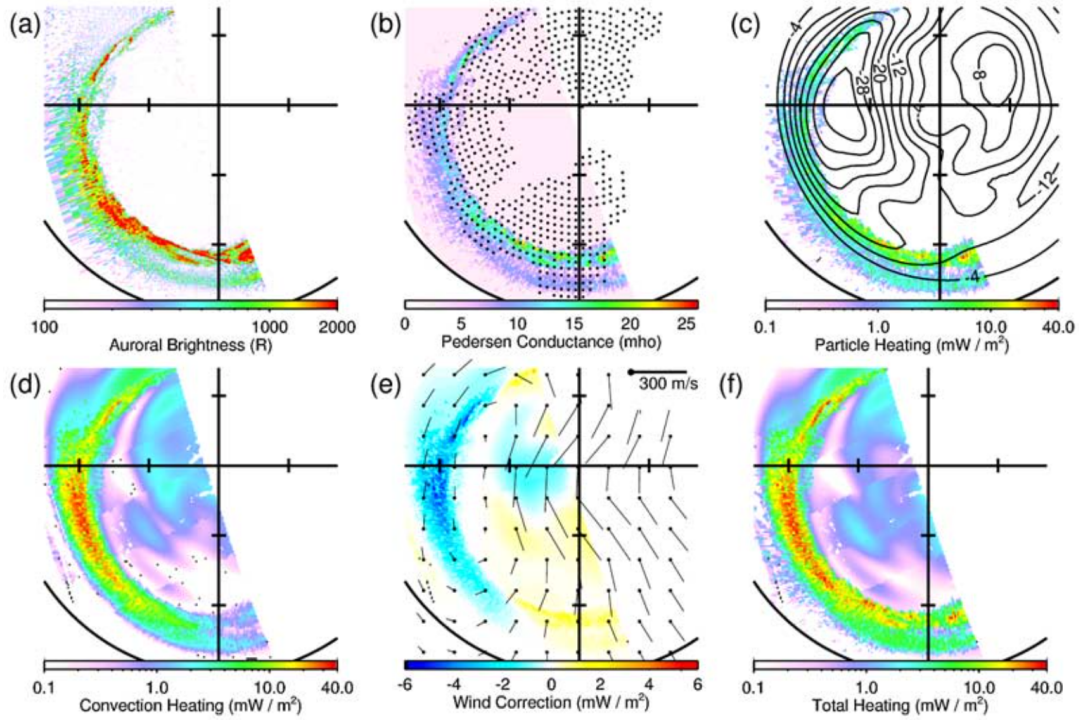 (a)
100
1000
2000
Auroral Brightness (R)
(b)
0
5
10
15
20
25
Pedersen Conductance (mho)
(c)
-4
-28
-20
-12
-8
-12
-4
0.1
1.0
10.0
40.0
Particle Heating (mW / m²)
(d)
0.1
1.0
10.0
40.0
Convection Heating (mW / m²)
(e)
300 m/s
-6
-4
-2
0
2
4
6
Wind Correction (mW / m²)
(f)
0.1
1.0
10.0
40.0
Total Heating (mW / m²)